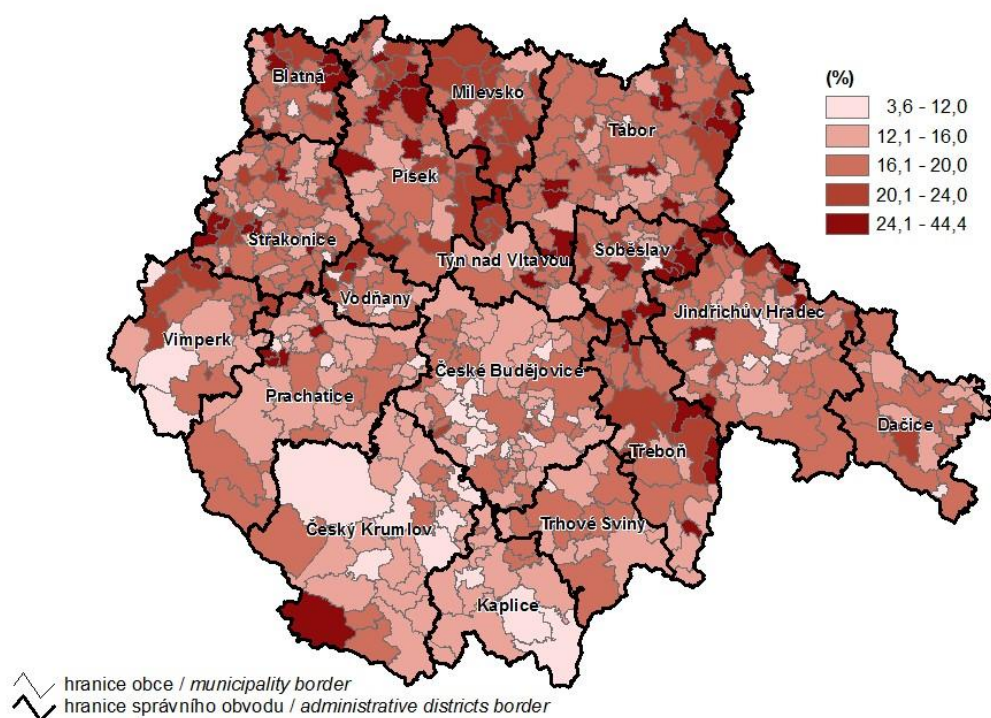 Blatná
Milevsko
Tábor
Písek
Strakonice
Týn nad Vltavou
Soběslav
Vodňany
Jindřichův Hradec
Vimperk
České Budějovice
Prachatice
Dačice
Třeboň
Český Krumlov
Trhové Sviny
Kaplice
(%)
3,6 - 12,0
12,1 - 16,0
16,1 - 20,0
20,1 - 24,0
24,1 - 44,4
hranice obce / municipality border
hranice správního obvodu / administrative districts border